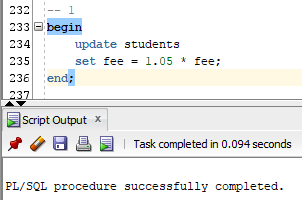 232 -- 1
233 begin
234 update students
235 set fee = 1.05 * fee;
236 end;
237
Script Output x
Task completed in 0.094 seconds
PL/SQL procedure successfully completed.